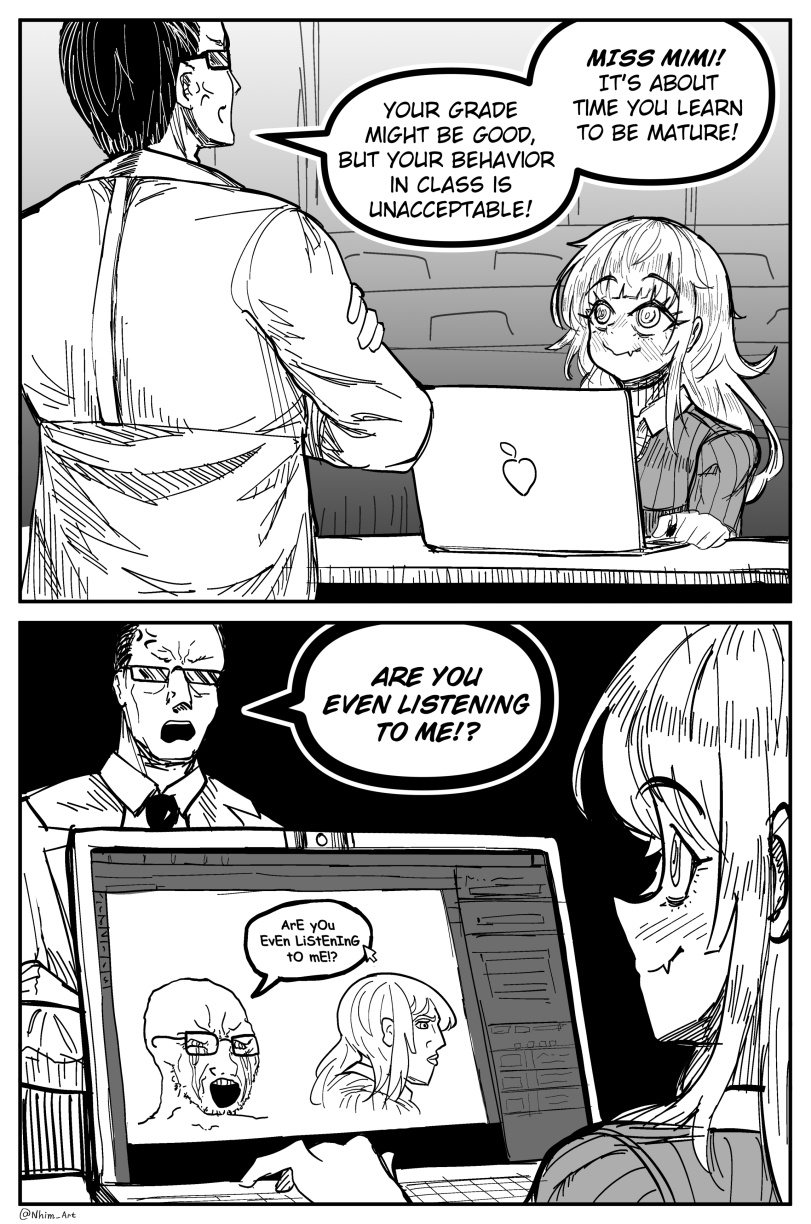 MISS MIMI!
IT'S ABOUT
TIME YOU LEARN
TO BE MATURE!
YOUR GRADE
MIGHT BE GOOD,
BUT YOUR BEHAVIOR
IN CLASS IS
UNACCEPTABLE!
ARE YOU
EVEN LISTENING
TO ME!?
ArE yOU
EvEn LiStEnInG
tO mE!?
@Nhim_Art